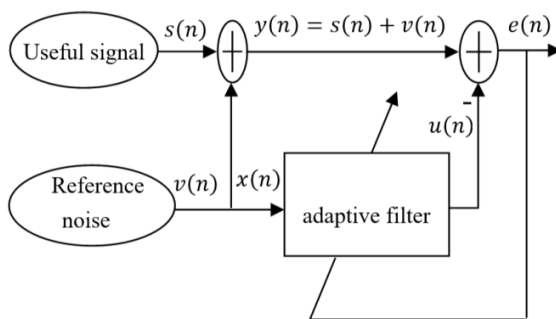 Useful signal
s(n)
y(n) = s(n) + v(n)
e(n)
-
u(n)
Reference
noise
v(n)
x(n)
adaptive filter